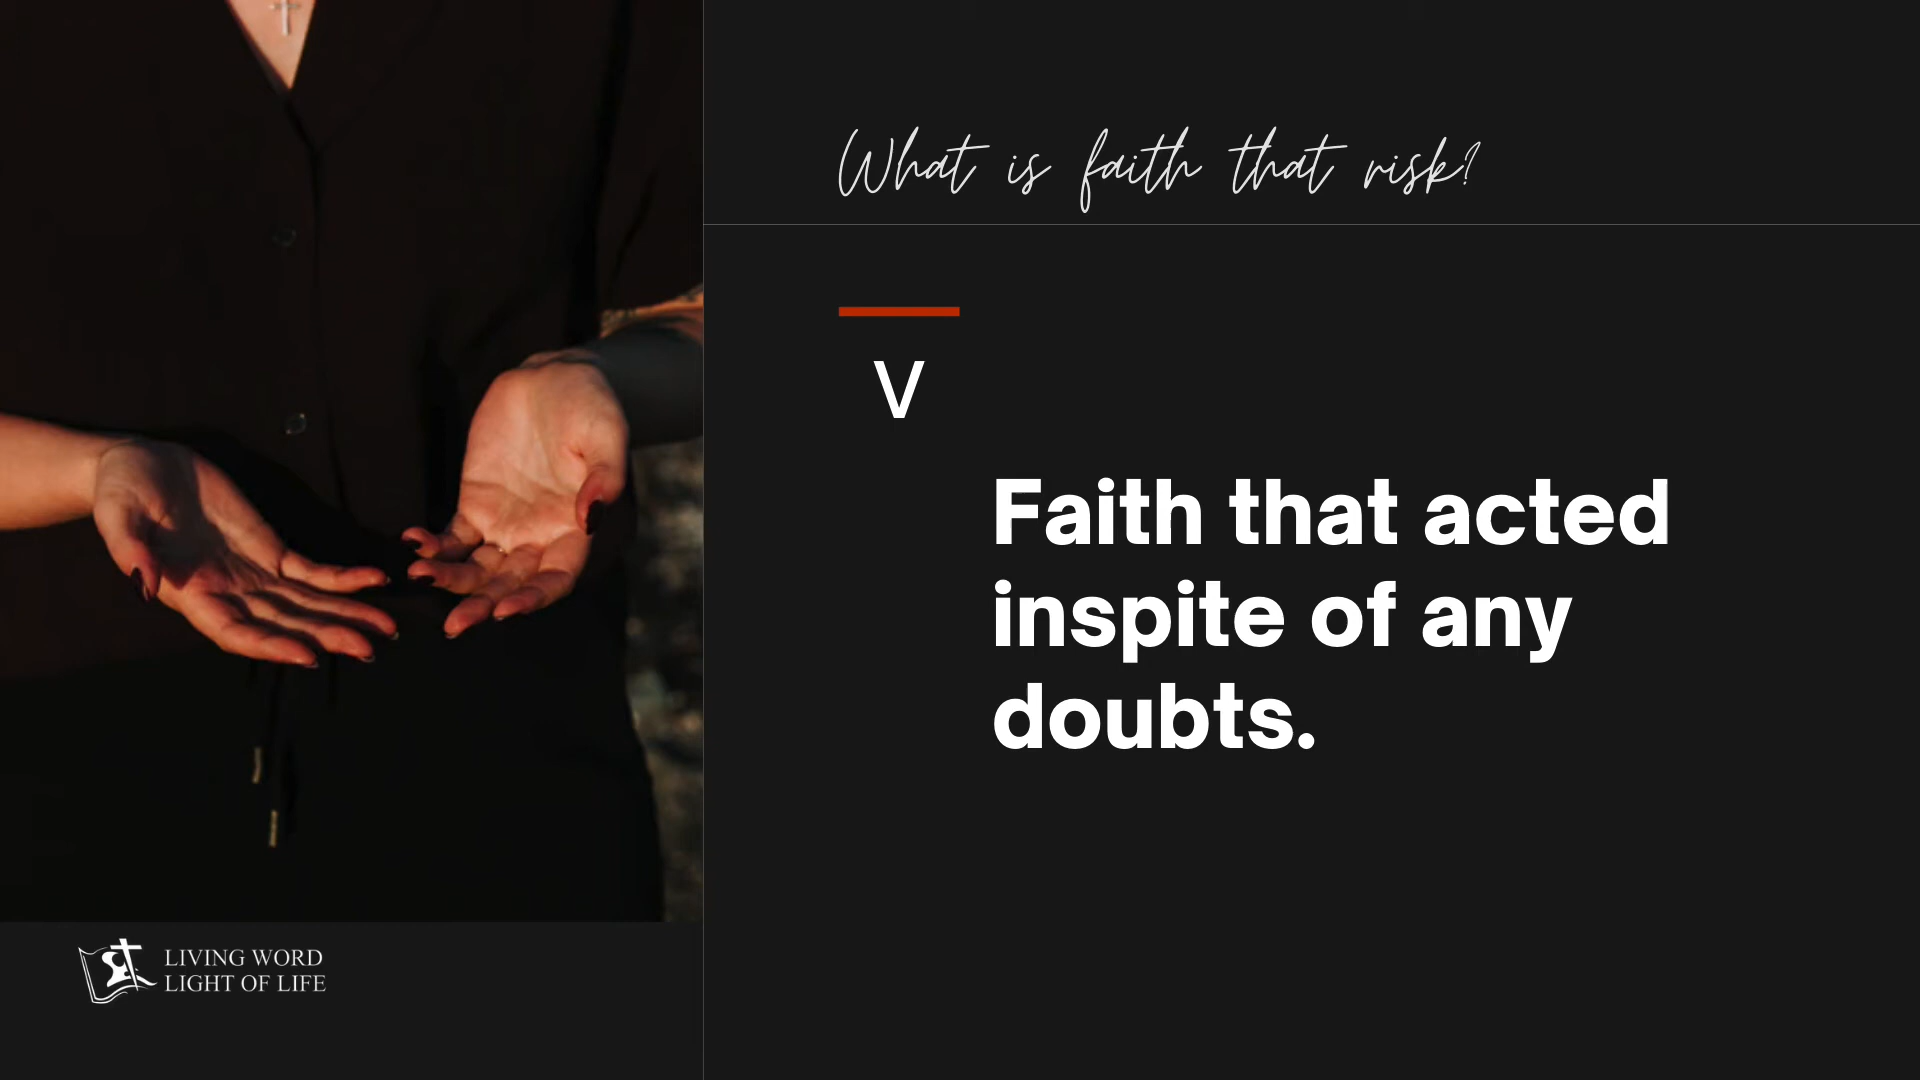 What is faith that risk?
V
Faith that acted
inspite of any
doubts.
LIVING WORD
LIGHT OF LIFE